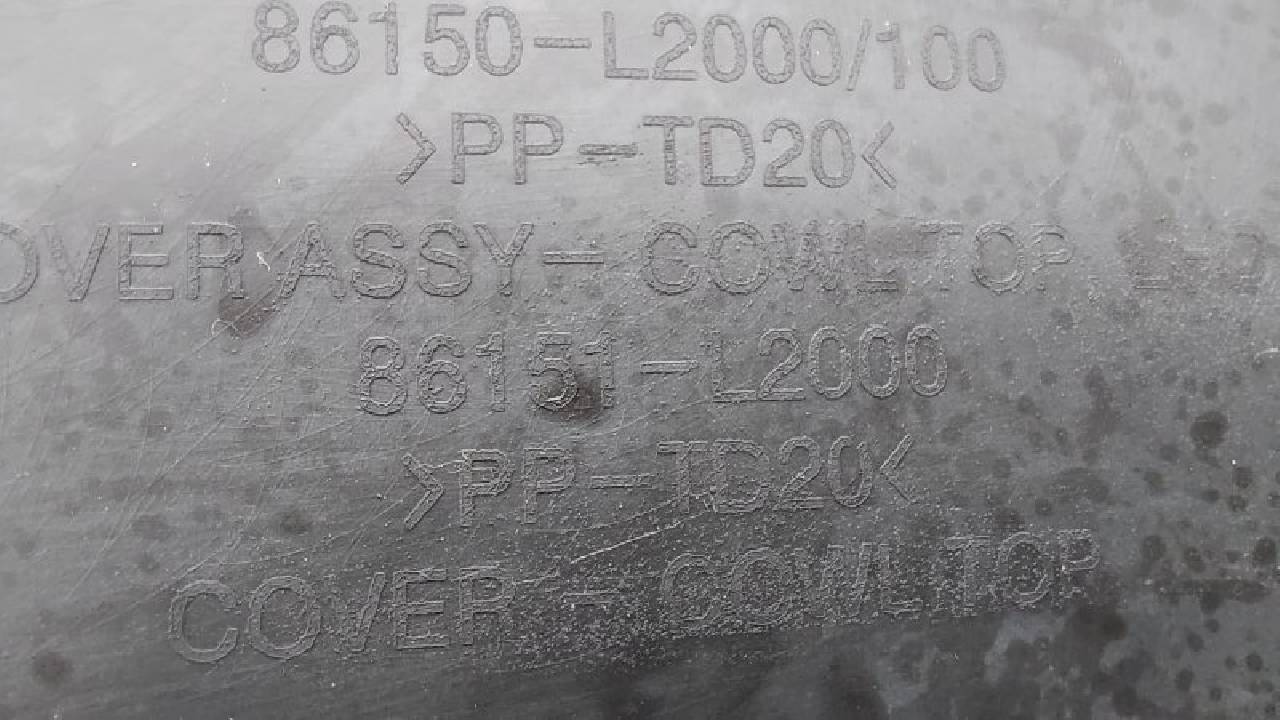 86150-L2000/100
>PP-TD20<
OVER ASSY- COWL TOP
86151-L2000
>PP-TD20<
COVER - COWL TOP